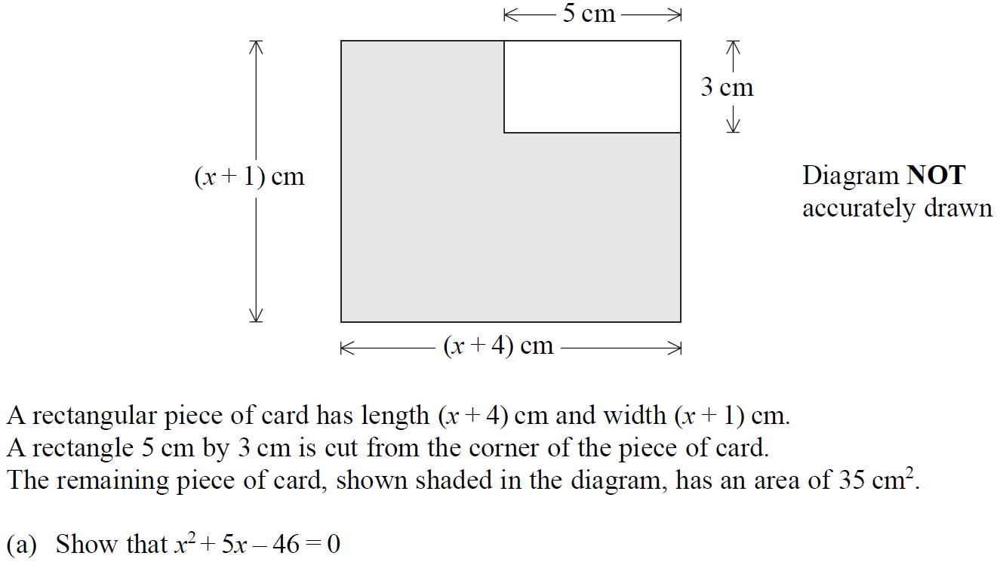 5 cm
3 cm
(x + 1) cm
Diagram NOT
accurately drawn
(x + 4) cm
A rectangular piece of card has length (x + 4) cm and width (x + 1) cm.
A rectangle 5 cm by 3 cm is cut from the corner of the piece of card.
The remaining piece of card, shown shaded in the diagram, has an area of 35 cm².
(a) Show that x² + 5x – 46 = 0